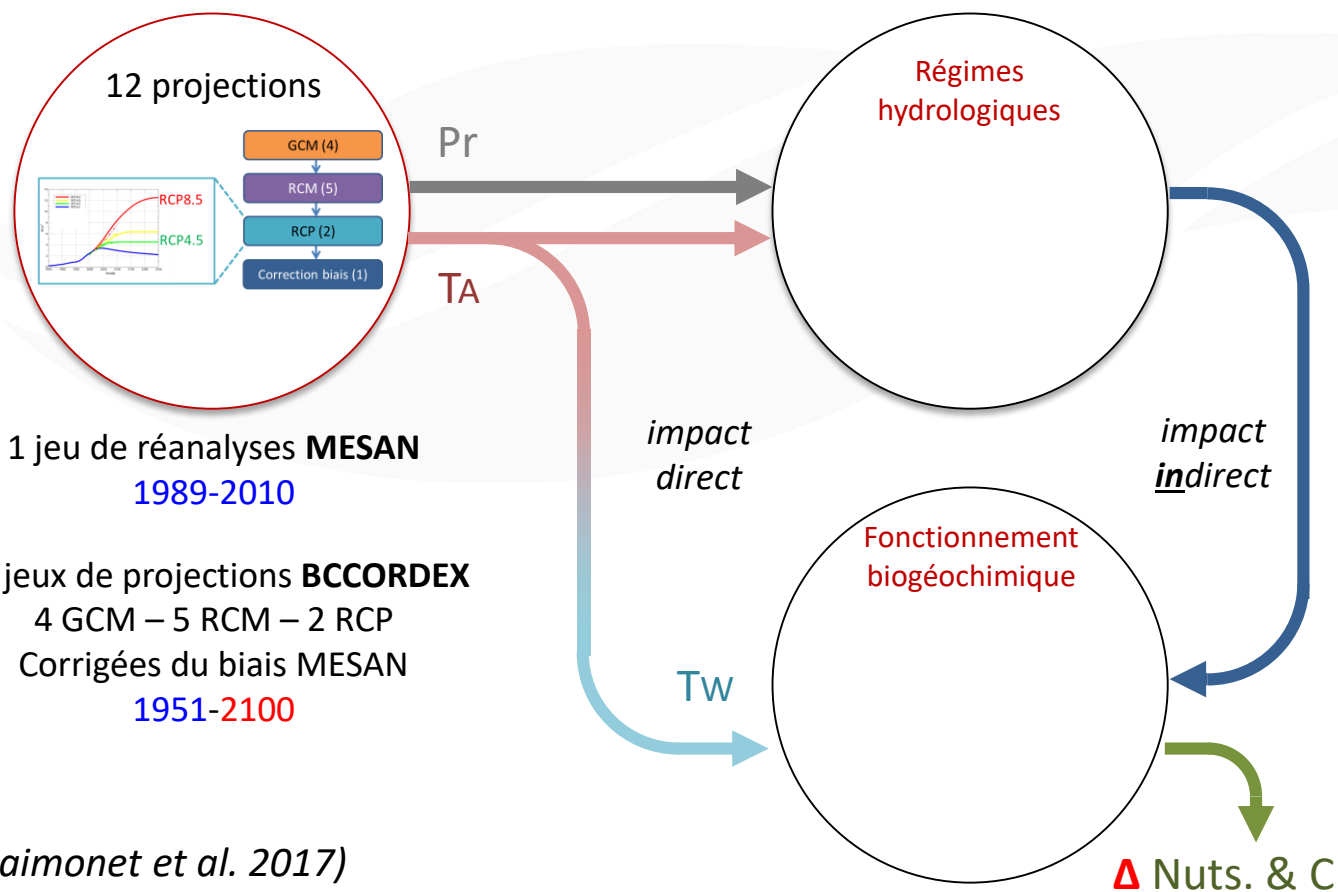 12 projections
GCM (4)
RCM (5)
RCP (2)
Correction biais (1)
RCP8.5
RCP4.5
Pr
TA
Régimes
hydrologiques
1 jeu de réanalyses MESAN
1989-2010
jeux de projections BCCORDEX
4 GCM – 5 RCM – 2 RCP
Corrigées du biais MESAN
1951-2100
impact
direct
impact
indirect
Fonctionnement
biogéochimique
Tw
aimonet et al. 2017)
Δ Nuts. & C